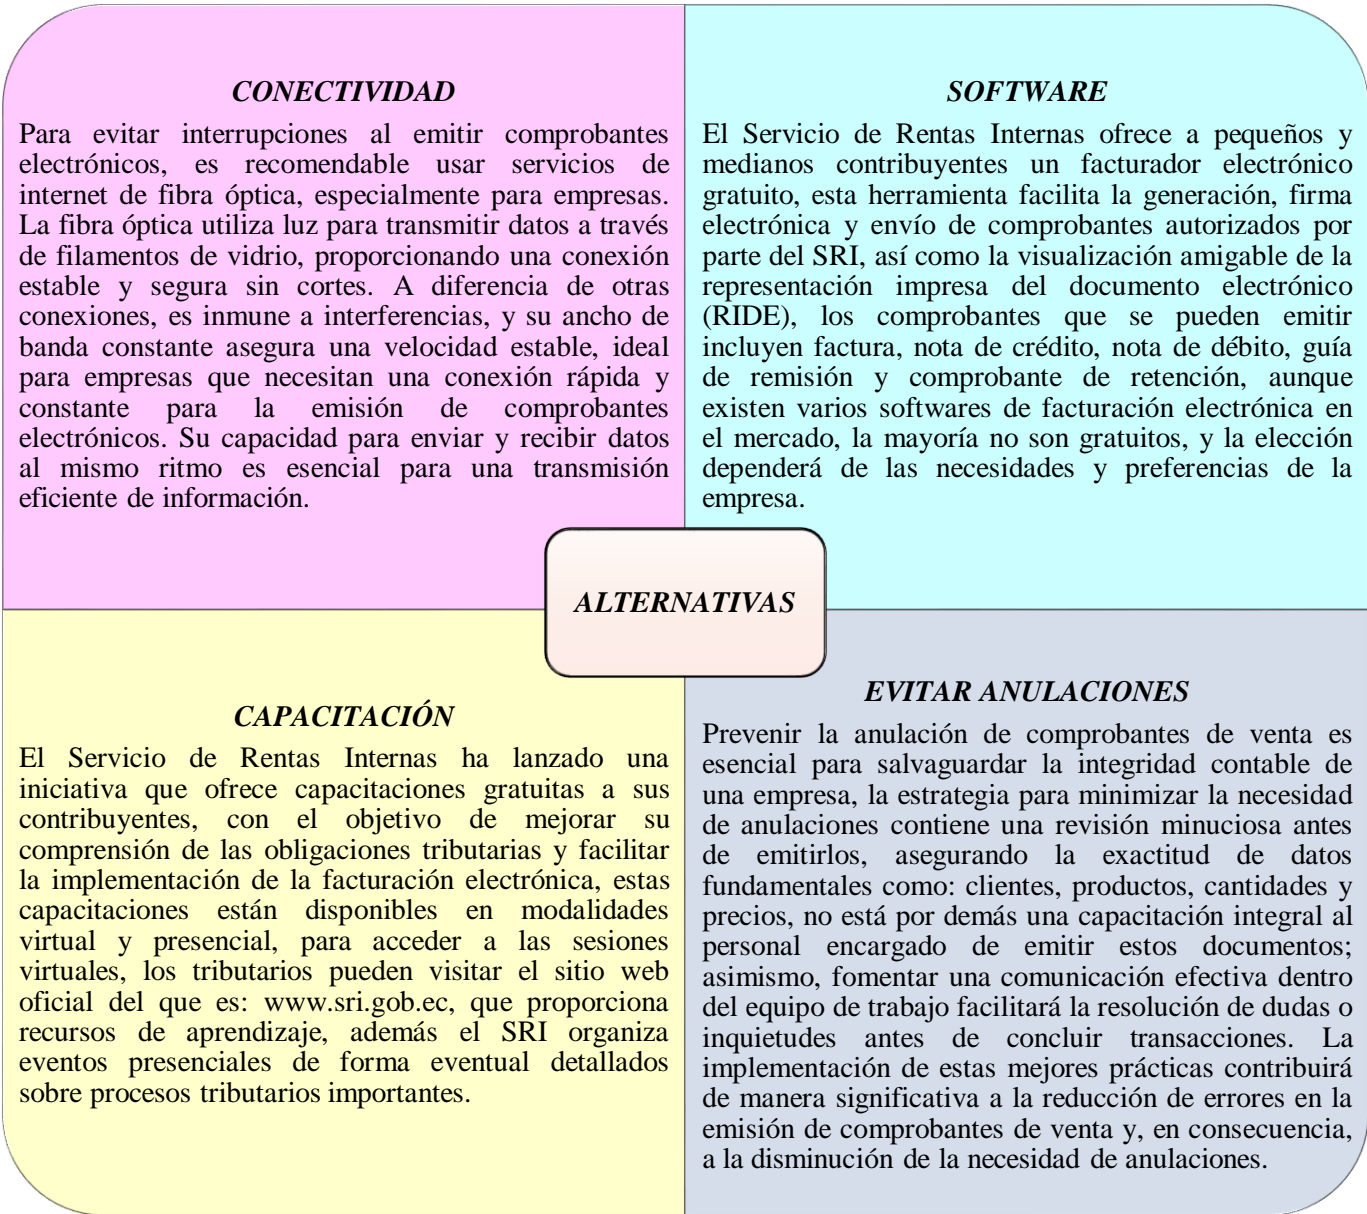 CONECTIVIDAD
Para evitar interrupciones al emitir comprobantes
electrónicos, es recomendable usar servicios de
internet de fibra óptica, especialmente para empresas.
La fibra óptica utiliza luz para transmitir datos a través
de filamentos de vidrio, proporcionando una conexión
estable y segura sin cortes. A diferencia de otras
conexiones, es inmune a interferencias, y su ancho de
banda constante asegura una velocidad estable, ideal
para empresas que necesitan una conexión rápida y
constante para la emisión de comprobantes
electrónicos. Su capacidad para enviar y recibir datos
al mismo ritmo es esencial para una transmisión
eficiente de información.
SOFTWARE
El Servicio de Rentas Internas ofrece a pequeños y
medianos contribuyentes un facturador electrónico
gratuito, esta herramienta facilita la generación, firma
electrónica y envío de comprobantes autorizados por
parte del SRI, así como la visualización amigable de la
representación impresa del documento electrónico
(RIDE), los comprobantes que se pueden emitir
incluyen factura, nota de crédito, nota de débito, guía
de remisión y comprobante de retención, aunque
existen varios softwares de facturación electrónica en
el mercado, la mayoría no son gratuitos, y la elección
dependerá de las necesidades y preferencias de la
empresa.
ALTERNATIVAS
CAPACITACIÓN
El Servicio de Rentas Internas ha lanzado una
iniciativa que ofrece capacitaciones gratuitas a sus
contribuyentes, con el objetivo de mejorar su
comprensión de las obligaciones tributarias y facilitar
la implementación de la facturación electrónica, estas
capacitaciones están disponibles en modalidades
virtual y presencial, para acceder a las sesiones
virtuales, los tributarios pueden visitar el sitio web
oficial del que es: www.sri.gob.ec, que proporciona
recursos de aprendizaje, además el SRI organiza
eventos presenciales de forma eventual detallados
sobre procesos tributarios importantes.
EVITAR ANULACIONES
Prevenir la anulación de comprobantes de venta es
esencial para salvaguardar la integridad contable de
una empresa, la estrategia para minimizar la necesidad
de anulaciones contiene una revisión minuciosa antes
de emitirlos, asegurando la exactitud de datos
fundamentales como: clientes, productos, cantidades y
precios, no está por demás una capacitación integral al
personal encargado de emitir estos documentos;
asimismo, fomentar una comunicación efectiva dentro
del equipo de trabajo facilitará la resolución de dudas o
inquietudes antes de concluir transacciones. La
implementación de estas mejores prácticas contribuirá
de manera significativa a la reducción de errores en la
emisión de comprobantes de venta y, en consecuencia,
a la disminución de la necesidad de anulaciones.